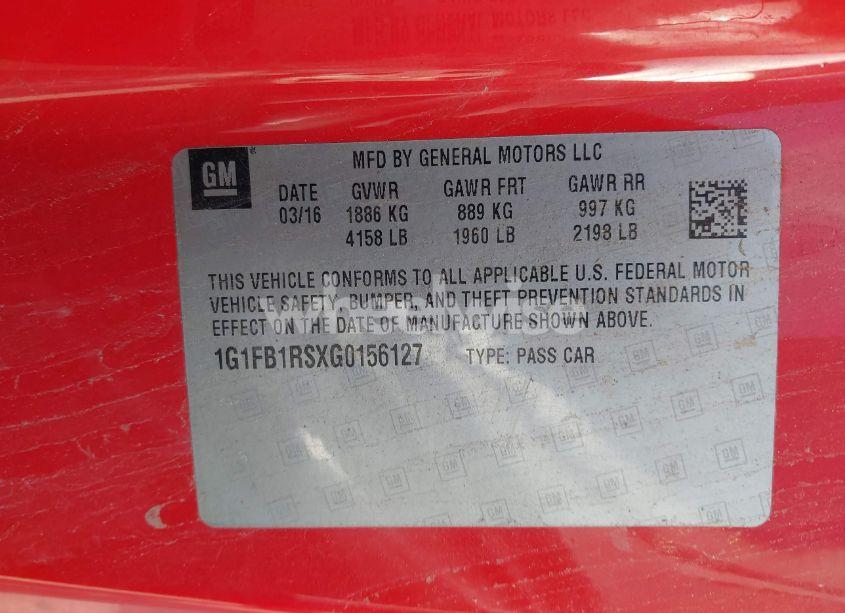 GM
MFD BY GENERAL MOTORS LLC
DATE GVWR GAWR FRT GAWR RR
03/16 1886 KG 889 KG 997 KG
4158 LB 1960 LB 2198 LB
THIS VEHICLE CONFORMS TO ALL APPLICABLE U.S. FEDERAL MOTOR
VEHICLE SAFETY, BUMPER, AND THEFT PREVENTION STANDARDS IN
EFFECT ON THE DATE OF MANUFACTURE SHOWN ABOVE.
1G1FB1RSXG0156127 TYPE: PASS CAR